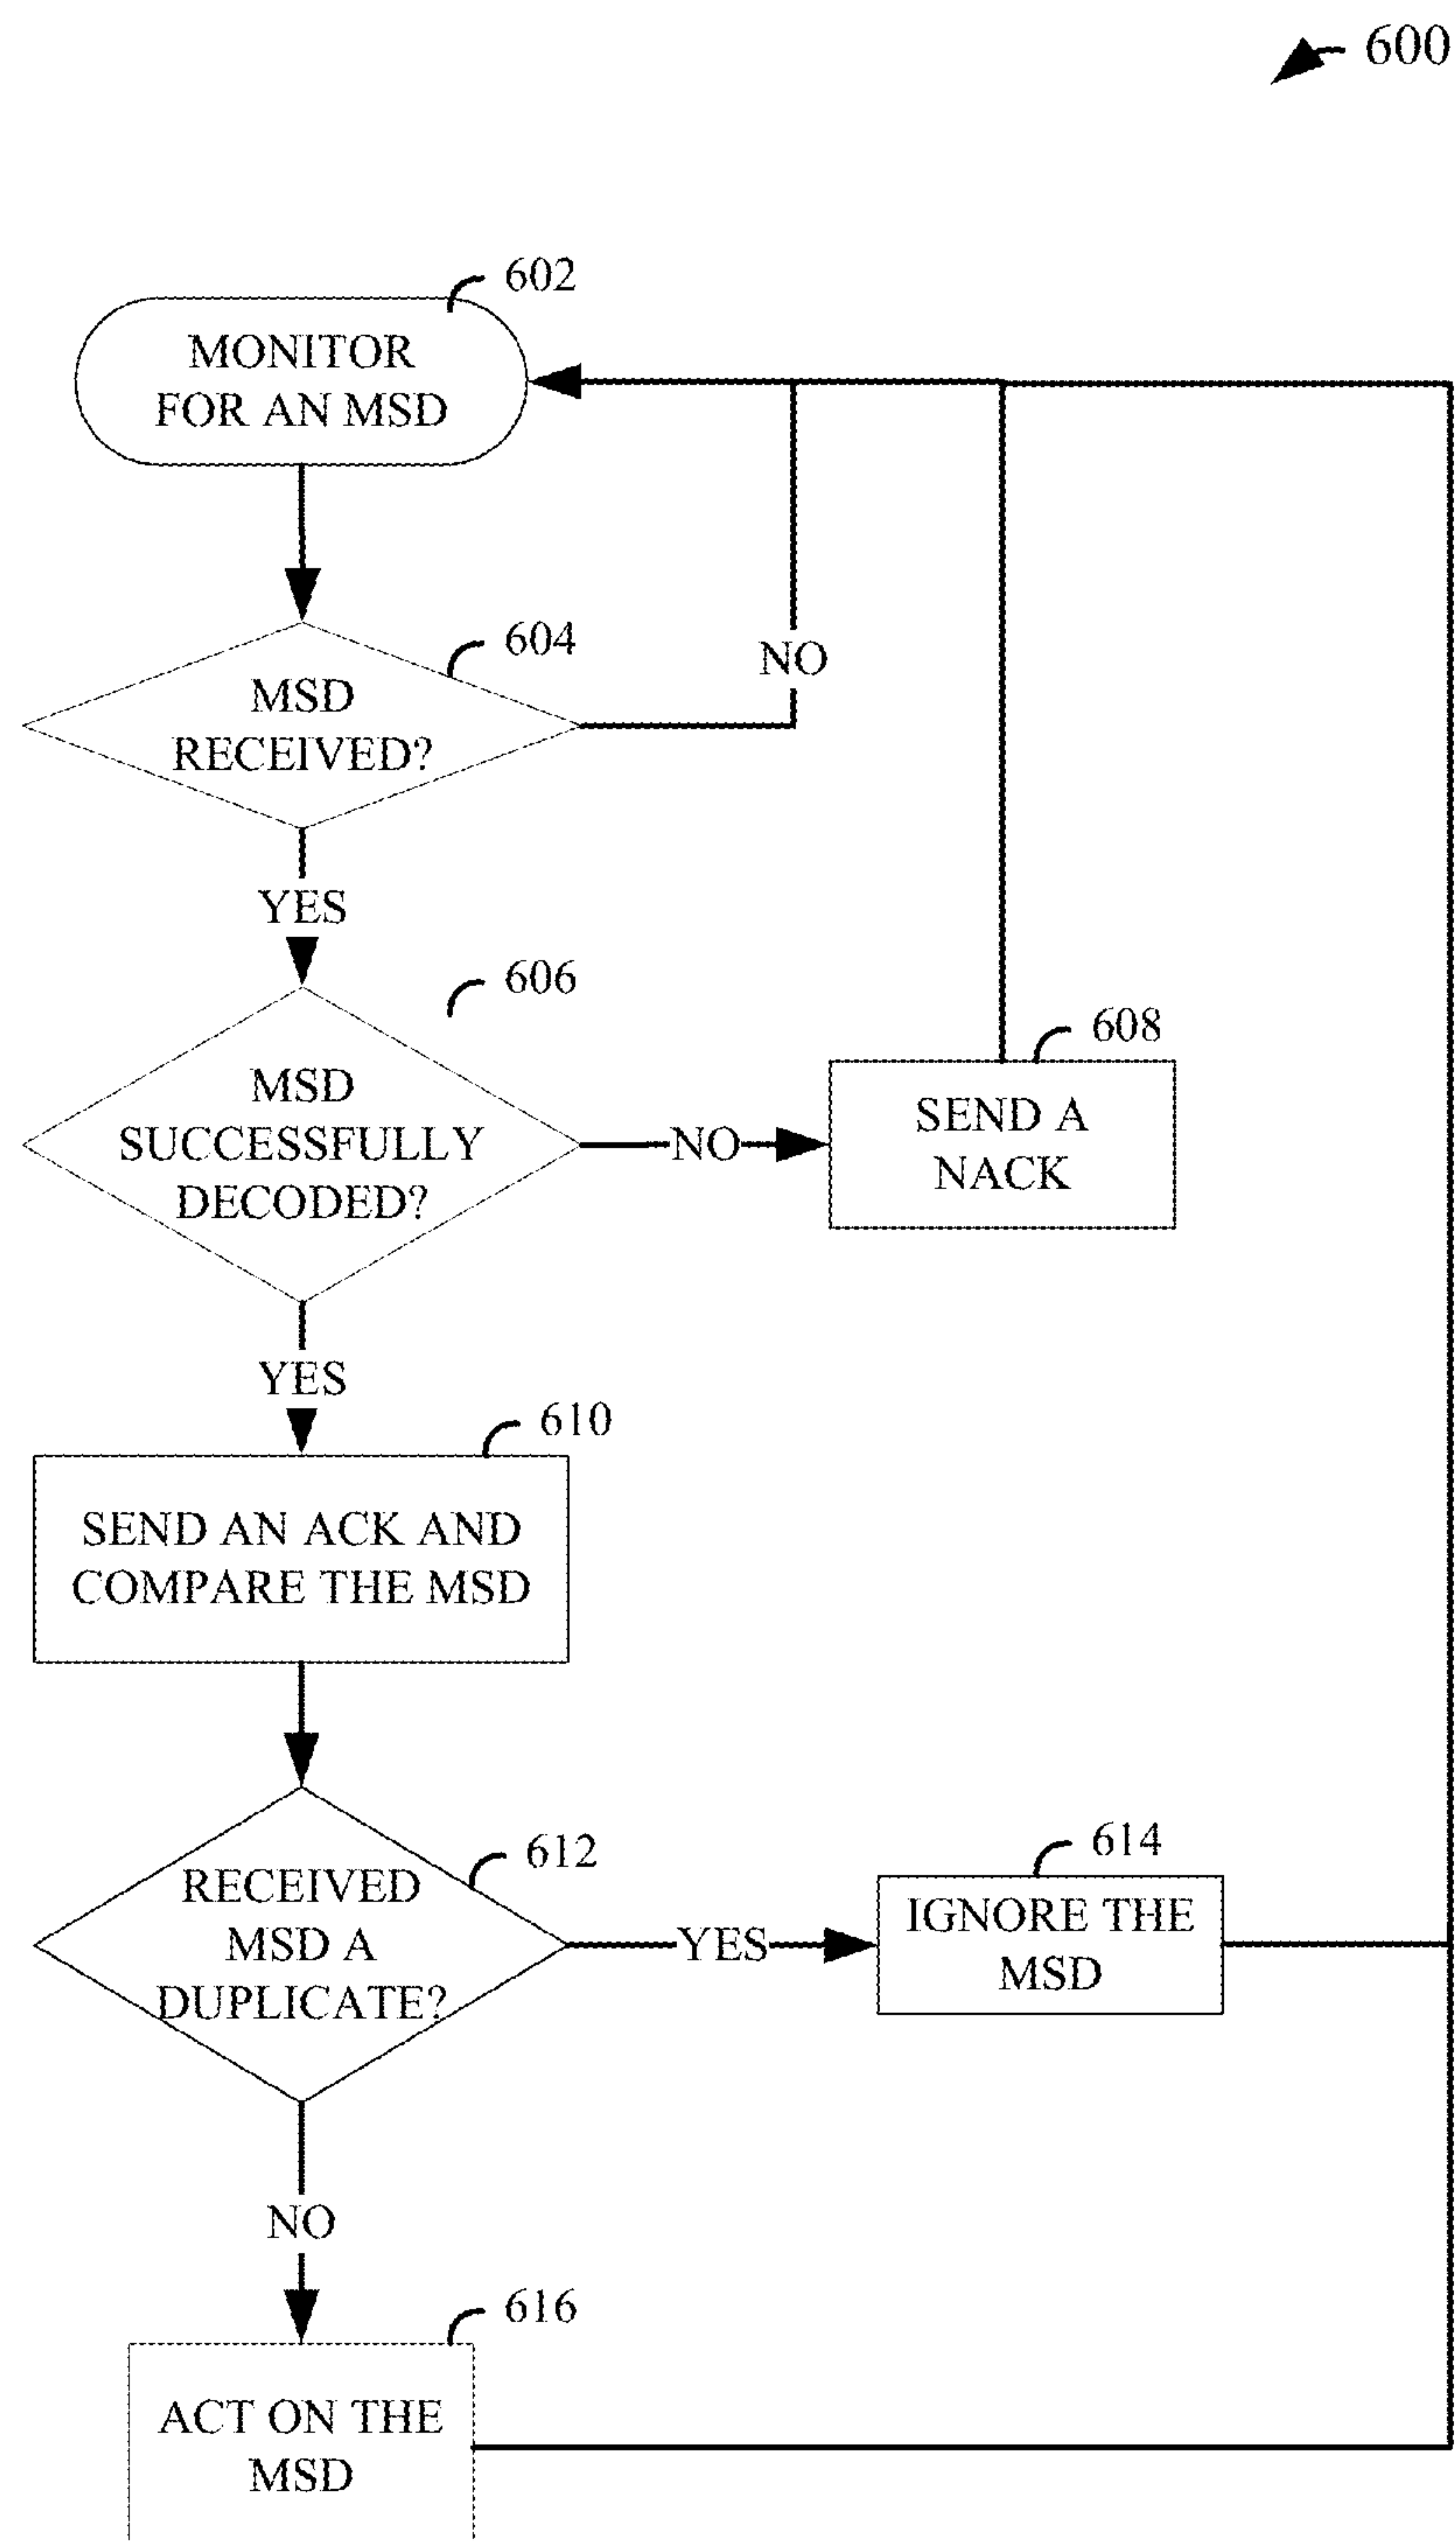 600
602
MONITOR
FOR AN MSD
604
MSD
RECEIVED?
NO
YES
606
MSD
SUCCESSFULLY
DECODED?
NO
608
SEND A
NACK
YES
610
SEND AN ACK AND
COMPARE THE MSD
612
RECEIVED
MSD A
DUPLICATE?
YES
614
IGNORE THE
MSD
NO
616
ACT ON THE
MSD